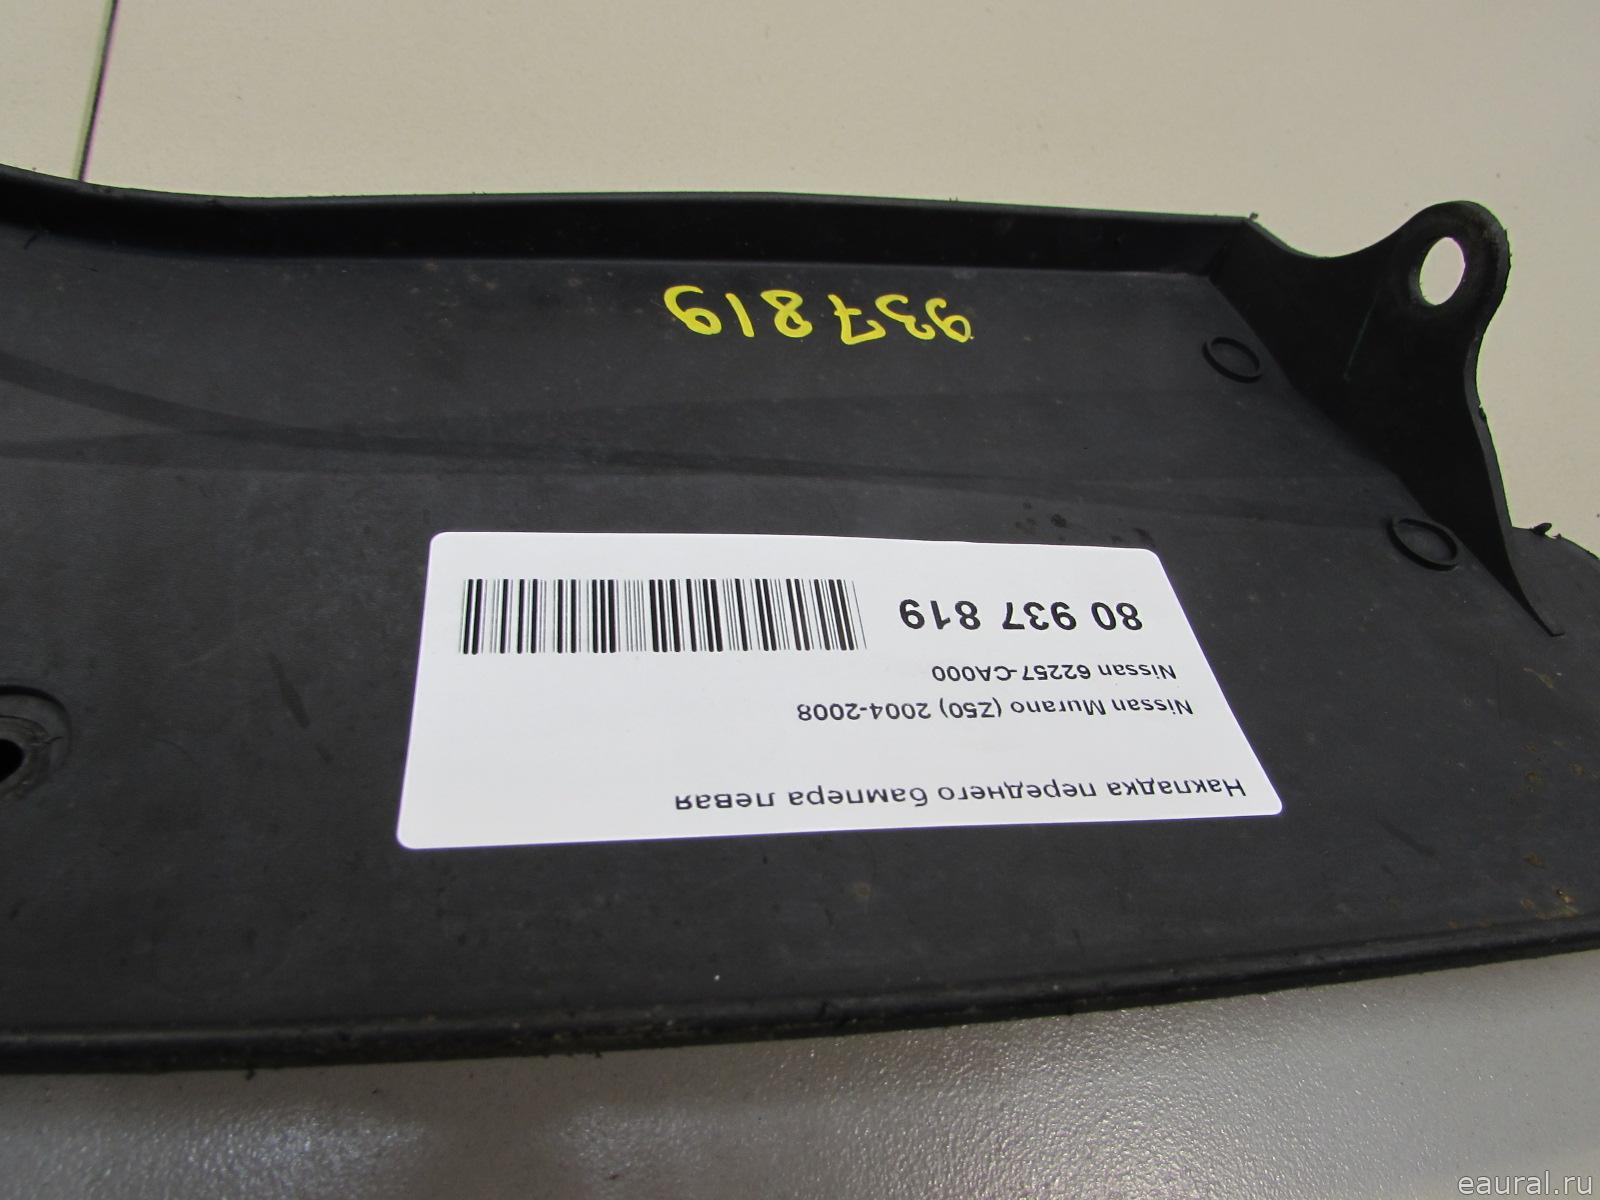 Накладка переднего бампера левая
Nissan Murano (Z50) 2004-2008
Nissan 62257-CA000
80 937 819
937819
eaural.ru